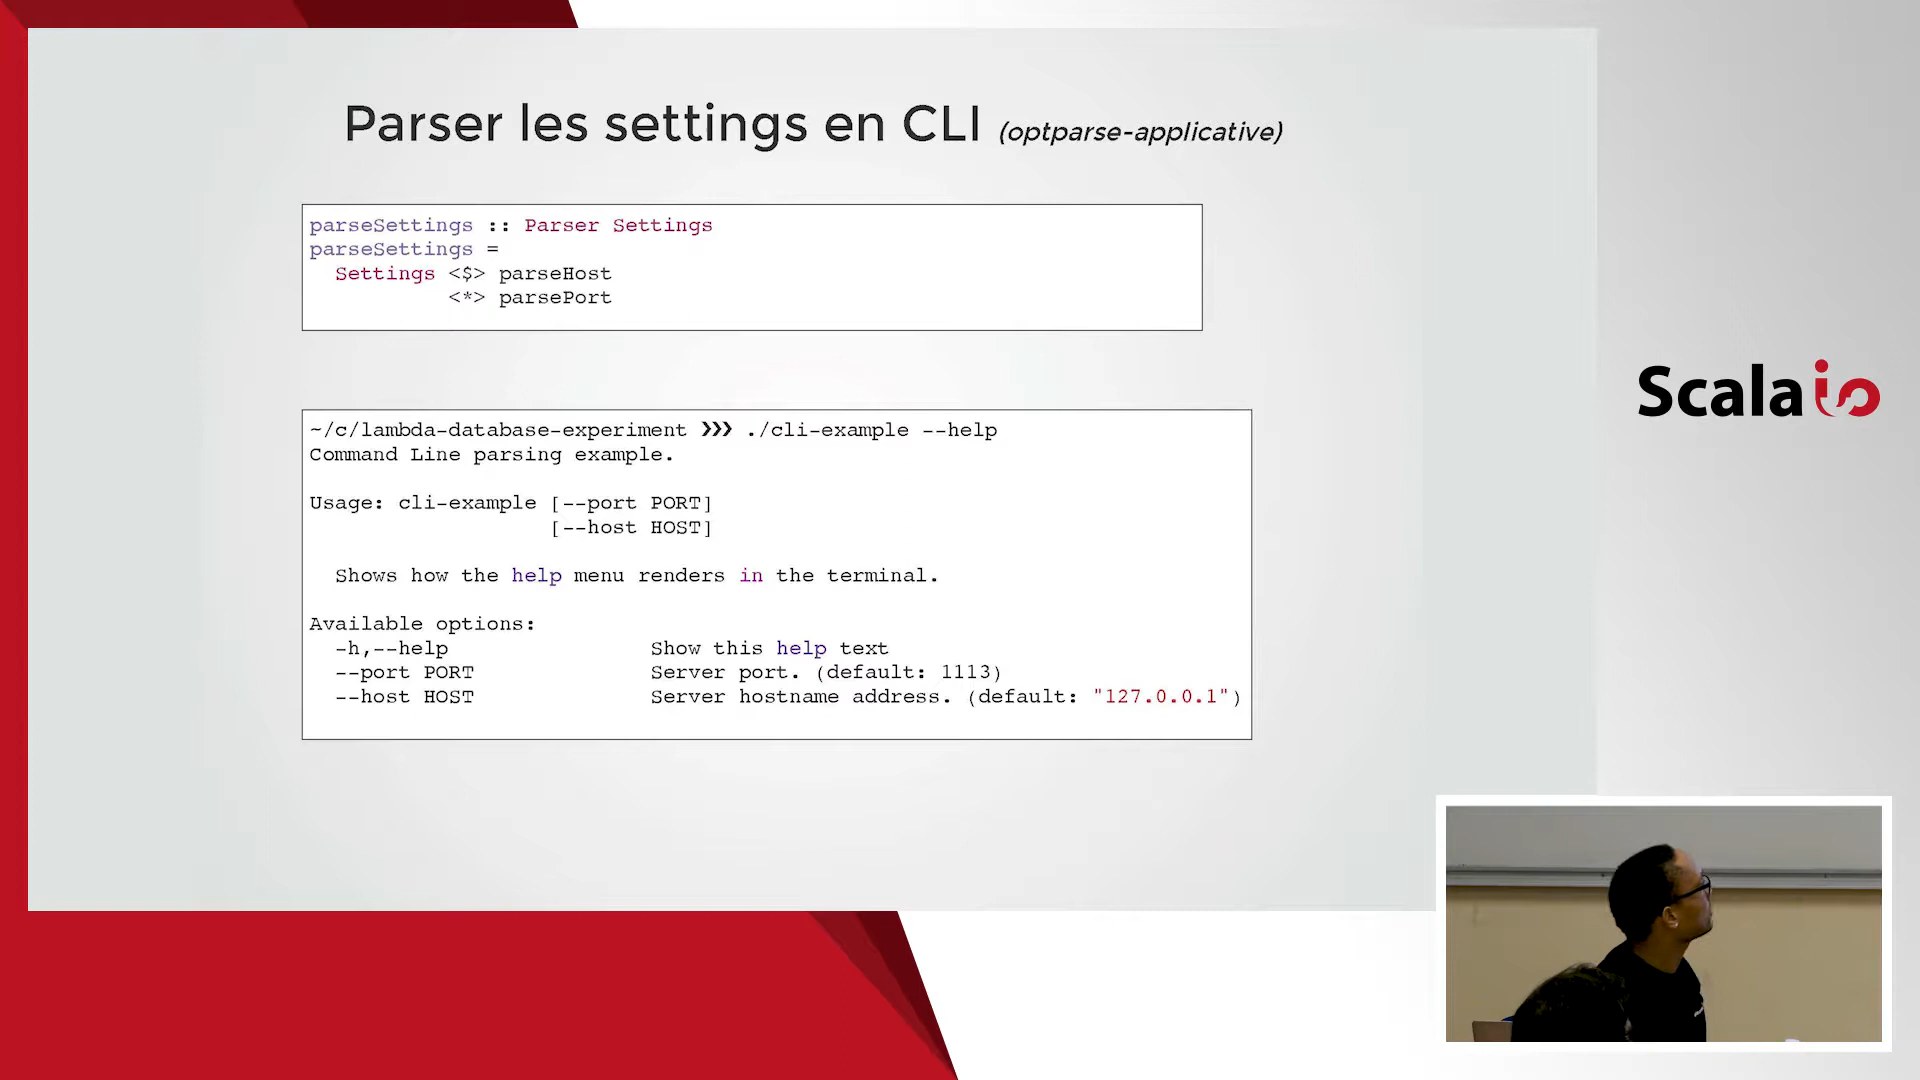 Parser les settings en CLI (optparse-applicative)
parseSettings :: Parser Settings
parseSettings =
  Settings <$> parseHost
           <*> parsePort
Scala io
~/c/lambda-database-experiment ❯❯❯ ./cli-example --help
Command Line parsing example.
Usage: cli-example [--port PORT]
                   [--host HOST]
  Shows how the help menu renders in the terminal.
Available options:
  -h,--help                Show this help text
  --port PORT              Server port. (default: 1113)
  --host HOST              Server hostname address. (default: "127.0.0.1")